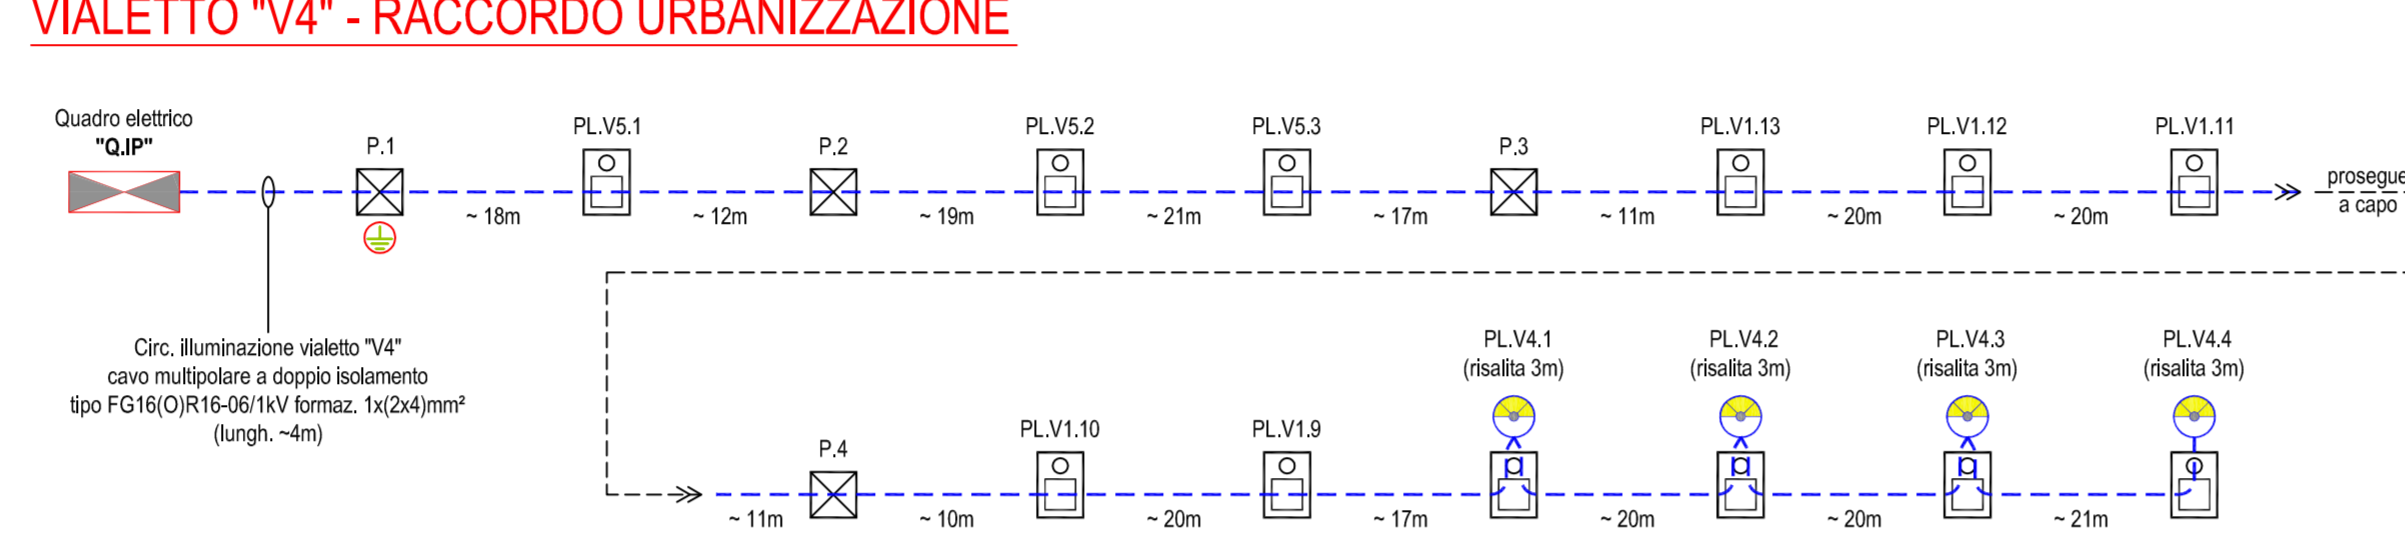 VIALETTO "V4" - RACCORDO URBANIZZAZIONE
Quadro elettrico
"Q.IP"
P.1
PL.V5.1
P.2
PL.V5.2
PL.V5.3
P.3
PL.V1.13
PL.V1.12
PL.V1.11
~ 18m
~ 12m
~ 19m
~ 21m
~ 17m
~ 11m
~ 20m
~ 20m
prosegue
a capo
Circ. illuminazione vialetto "V4"
cavo multipolare a doppio isolamento
tipo FG16(O)R16-06/1kV formaz. 1x(2x4)mm²
(lungh. ~4m)
P.4
PL.V1.10
PL.V1.9
PL.V4.1
(risalita 3m)
PL.V4.2
(risalita 3m)
PL.V4.3
(risalita 3m)
PL.V4.4
(risalita 3m)
~ 11m
~ 10m
~ 20m
~ 17m
~ 20m
~ 20m
~ 21m